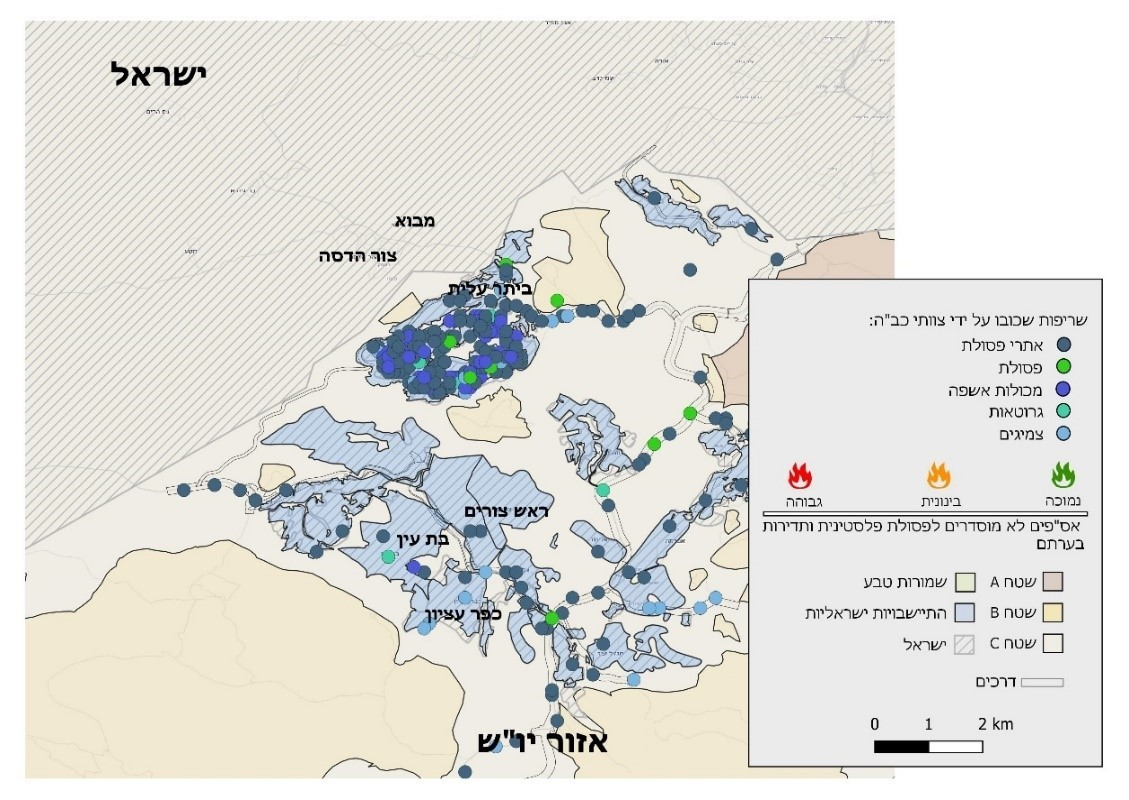 ישראל
מבוא
צור הדסה
ביתר עלית
ראש צורים
בת עין
כפר עציון
אזור יו"ש
שריפות שכובו על ידי צוותי כב"ה:
אתרי פסולת
פסולת
מכולות אשפה
גרוטאות
צמיגים
נמוכה
בינונית
גבוהה
אס"פים לא מוסדרים לפסולת פלסטינית ותדירות
בערתם
שטח A
שמורות טבע
שטח B
התיישבויות ישראליות
שטח C
ישראל
דרכים
0 1 2 km